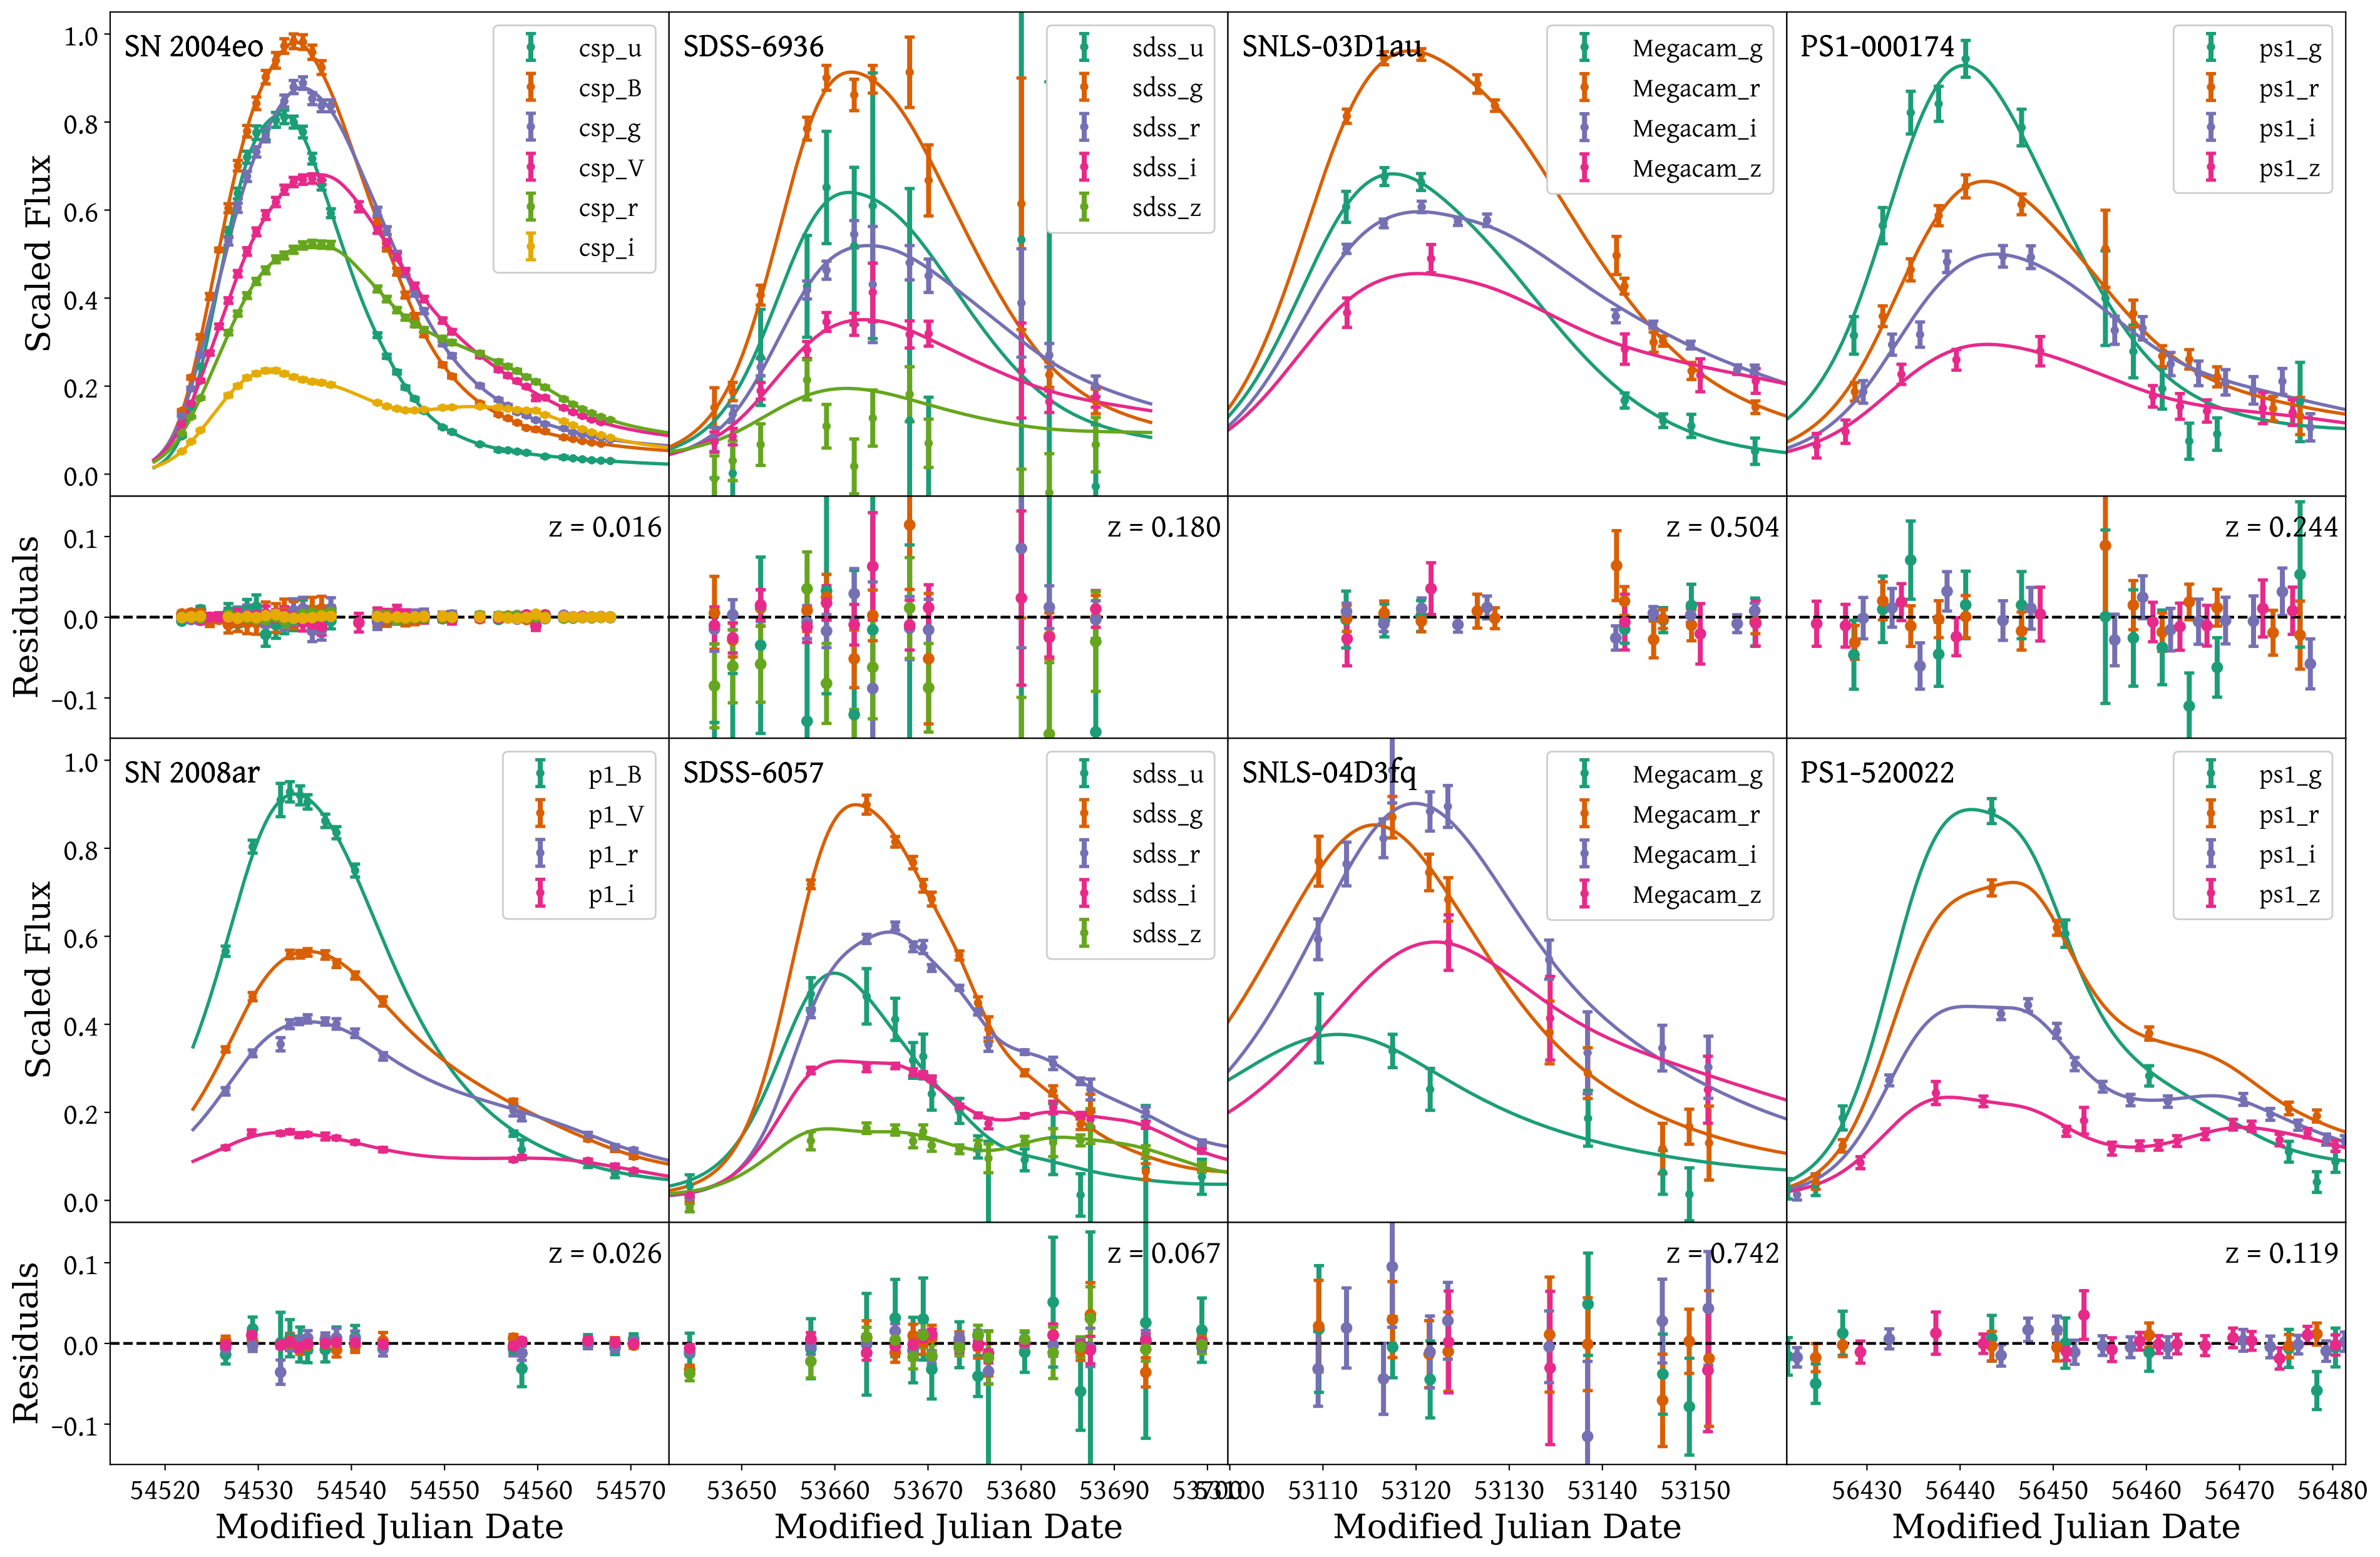 SN 2004eo
csp_u
csp_B
csp_g
csp_V
csp_r
csp_i
SDSS-6936
sdss_u
sdss_g
sdss_r
sdss_i
sdss_z
SNLS-03D1au
Megacam_g
Megacam_r
Megacam_i
Megacam_z
PS1-000174
ps1_g
ps1_r
ps1_i
ps1_z
Scaled Flux
1.0
0.8
0.6
0.4
0.2
0.0
z = 0.016
z = 0.180
z = 0.504
z = 0.244
Residuals
0.1
0.0
−0.1
SN 2008ar
p1_B
p1_V
p1_r
p1_i
SDSS-6057
sdss_u
sdss_g
sdss_r
sdss_i
sdss_z
SNLS-04D3fq
Megacam_g
Megacam_r
Megacam_i
Megacam_z
PS1-520022
ps1_g
ps1_r
ps1_i
ps1_z
Scaled Flux
1.0
0.8
0.6
0.4
0.2
0.0
z = 0.026
z = 0.067
z = 0.742
z = 0.119
Residuals
0.1
0.0
−0.1
54520 54530 54540 54550 54560 54570
53650 53660 53670 53680 53690
53110 53120 53130 53140 53150
56430 56440 56450 56460 56470 56480
Modified Julian Date
Modified Julian Date
Modified Julian Date
Modified Julian Date